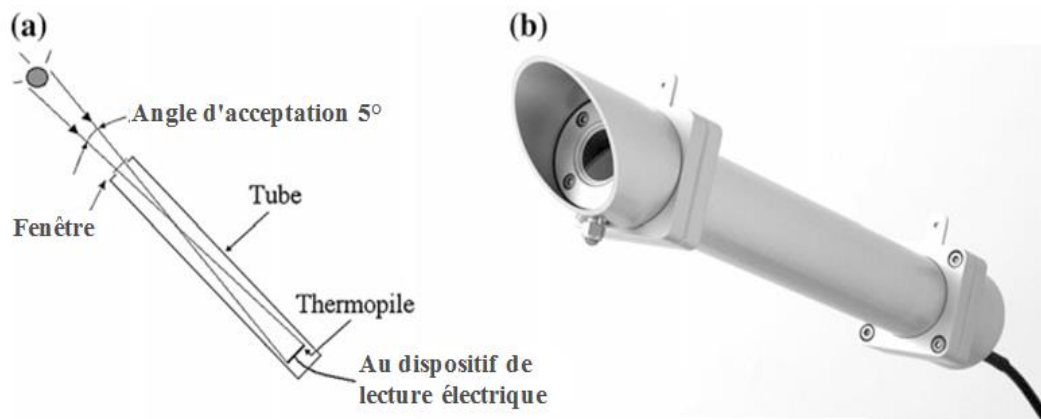 (a)
(b)
Angle d'acceptation 5°
Fenêtre
Tube
Thermopile
Au dispositif de
lecture électrique